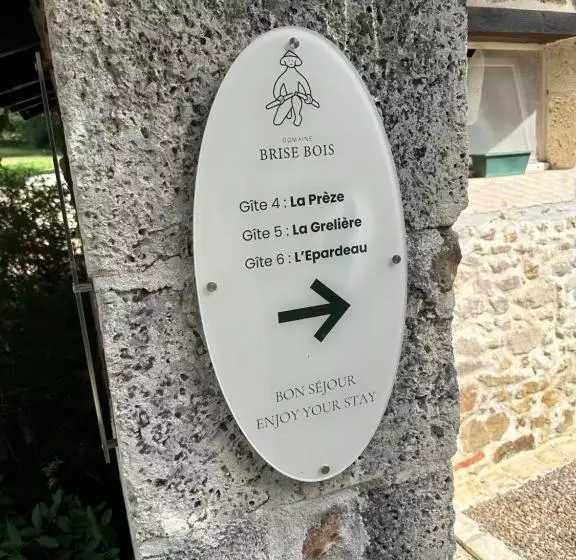 DOMAINE
BRISE BOIS
Gîte 4 : La Prèze
Gîte 5 : La Grelière
Gîte 6 : L'Epardeau
BON SÉJOUR
ENJOY YOUR STAY